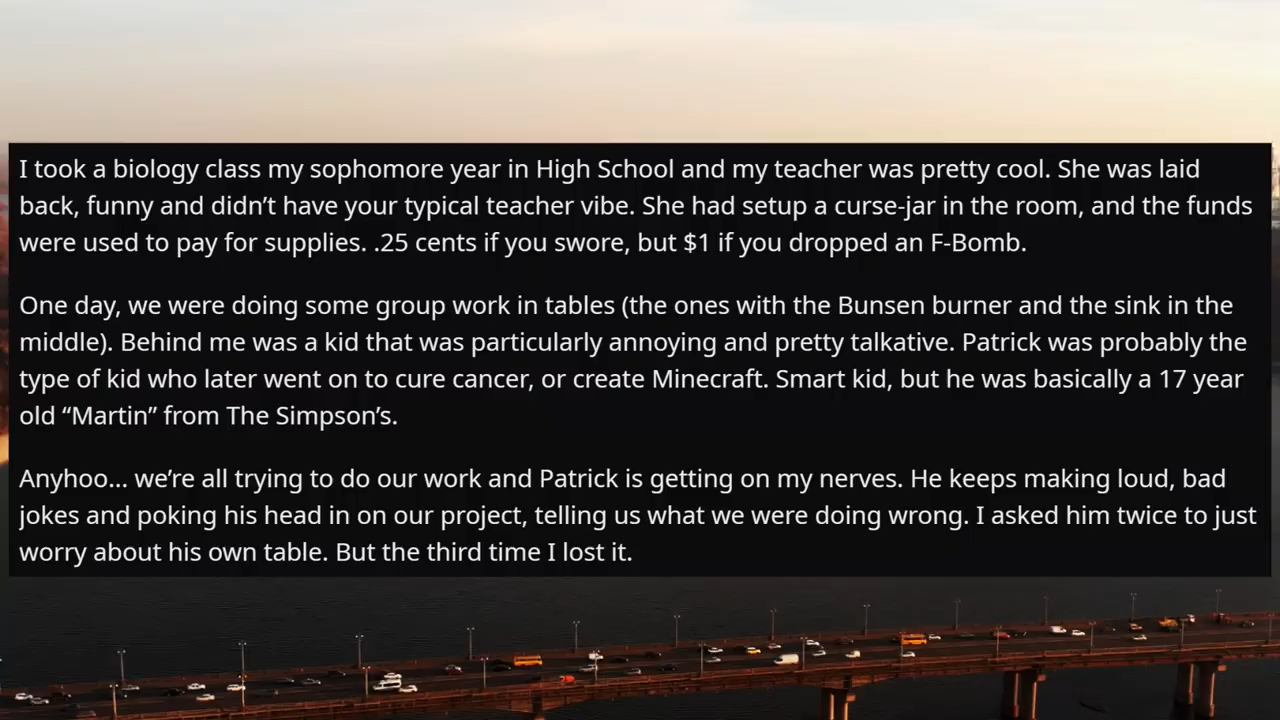 I took a biology class my sophomore year in High School and my teacher was pretty cool. She was laid
back, funny and didn’t have your typical teacher vibe. She had setup a curse-jar in the room, and the funds
were used to pay for supplies. .25 cents if you swore, but $1 if you dropped an F-Bomb.
One day, we were doing some group work in tables (the ones with the Bunsen burner and the sink in the
middle). Behind me was a kid that was particularly annoying and pretty talkative. Patrick was probably the
type of kid who later went on to cure cancer, or create Minecraft. Smart kid, but he was basically a 17 year
old “Martin” from The Simpson’s.
Anyhoo... we’re all trying to do our work and Patrick is getting on my nerves. He keeps making loud, bad
jokes and poking his head in on our project, telling us what we were doing wrong. I asked him twice to just
worry about his own table. But the third time I lost it.